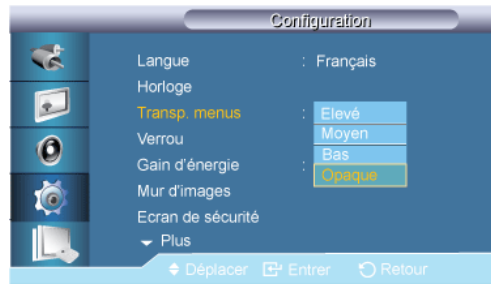 Configuration
Langue : Français
Horloge
Transp. menus : Elevé
Moyen
Verrou
Bas
Gain d'énergie :
Opaque
Mur d'images
Ecran de sécurité
Plus
Déplacer Entrer Retour